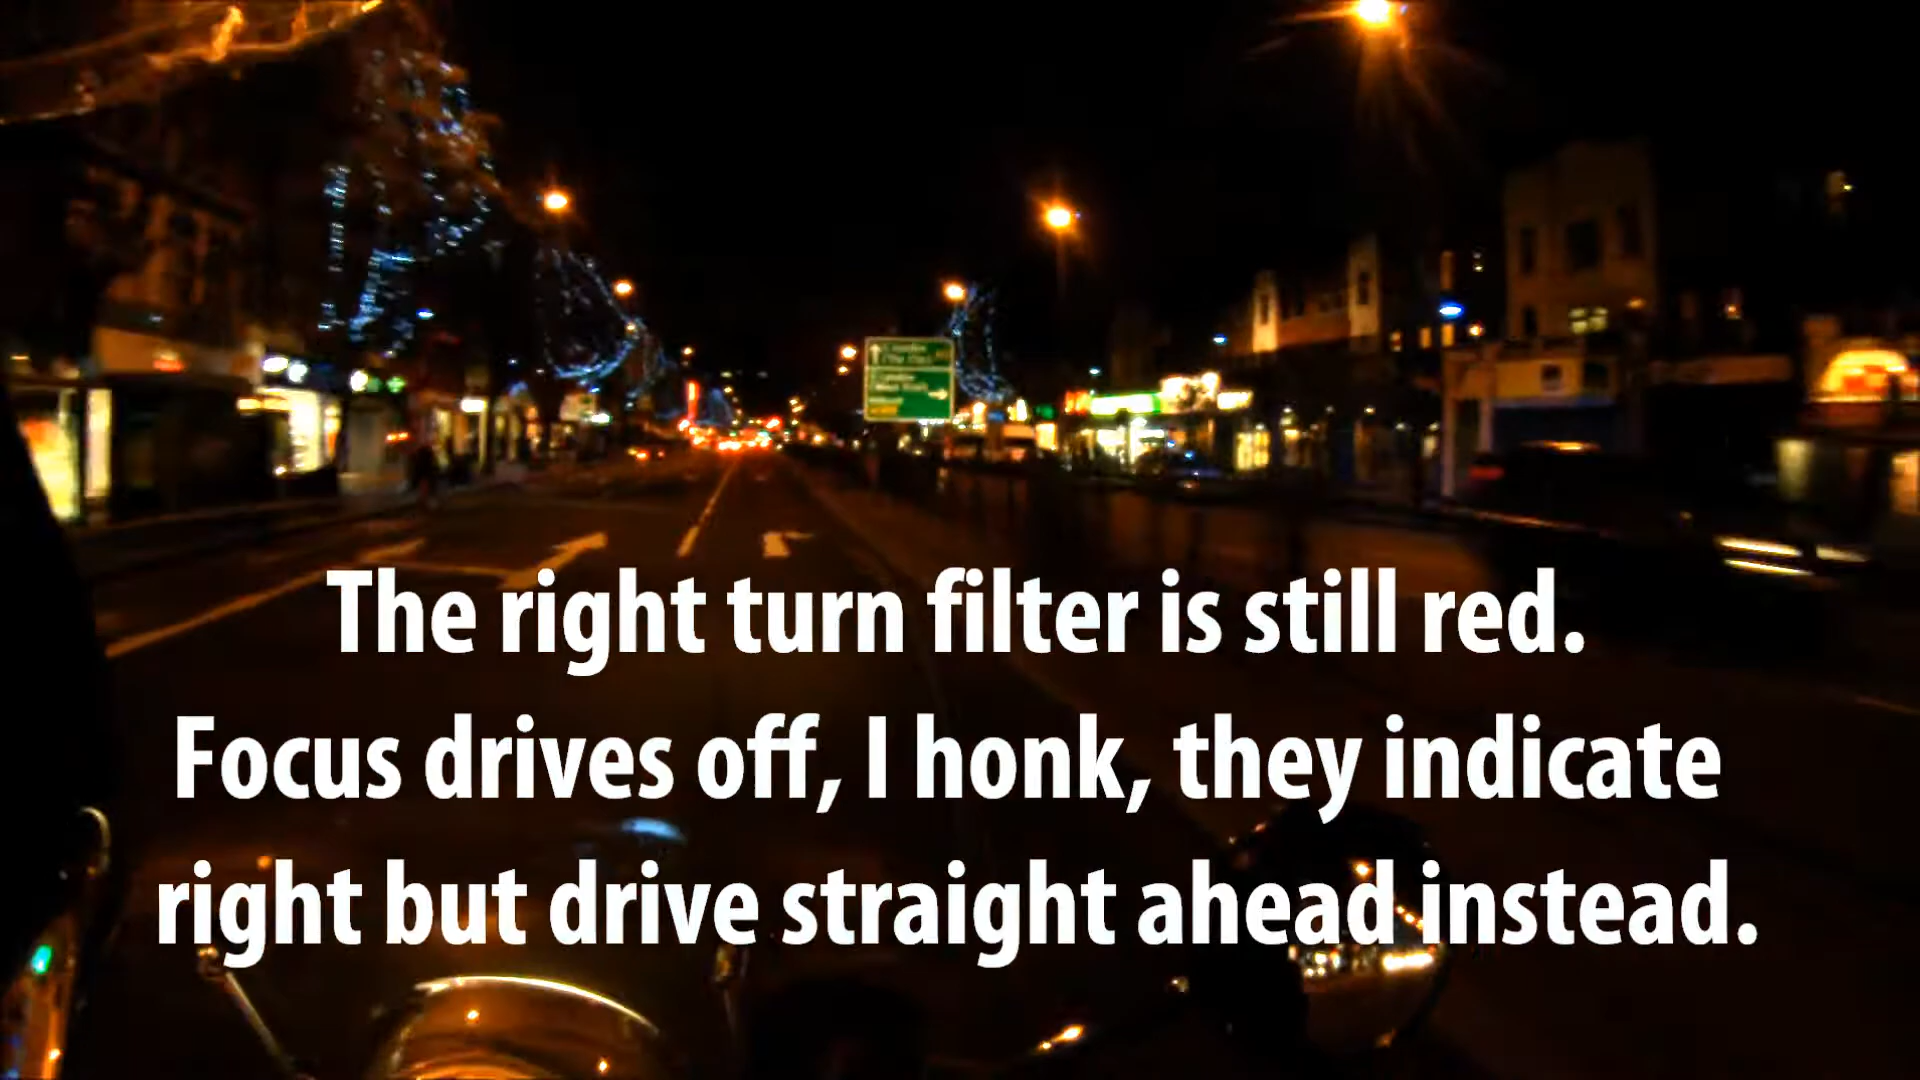 The right turn filter is still red.
Focus drives off, I honk, they indicate
right but drive straight ahead instead.